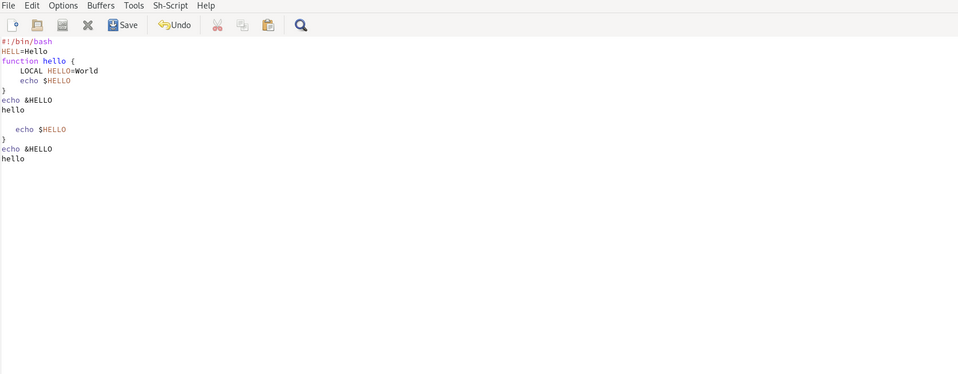 File Edit Options Buffers Tools Sh-Script Help
Save Undo
#!/bin/bash
HELL=Hello
function hello {
    LOCAL HELLO=World
    echo $HELLO
}
echo &HELLO
hello

   echo $HELLO
}
echo &HELLO
hello